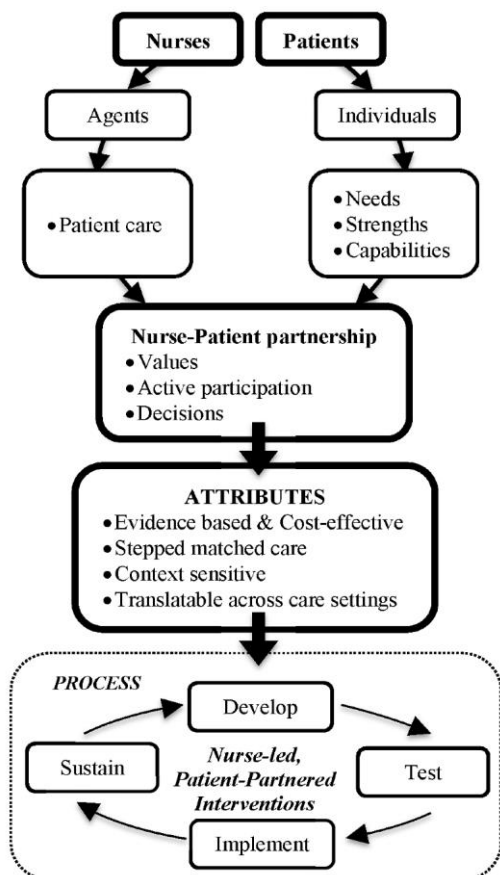 Nurses
Patients
Agents
Individuals
• Patient care
• Needs
• Strengths
• Capabilities
Nurse-Patient partnership
• Values
• Active participation
• Decisions
ATTRIBUTES
• Evidence based & Cost-effective
• Stepped matched care
• Context sensitive
• Translatable across care settings
PROCESS
Develop
Sustain
Nurse-led,
Patient-Partnered
Interventions
Test
Implement